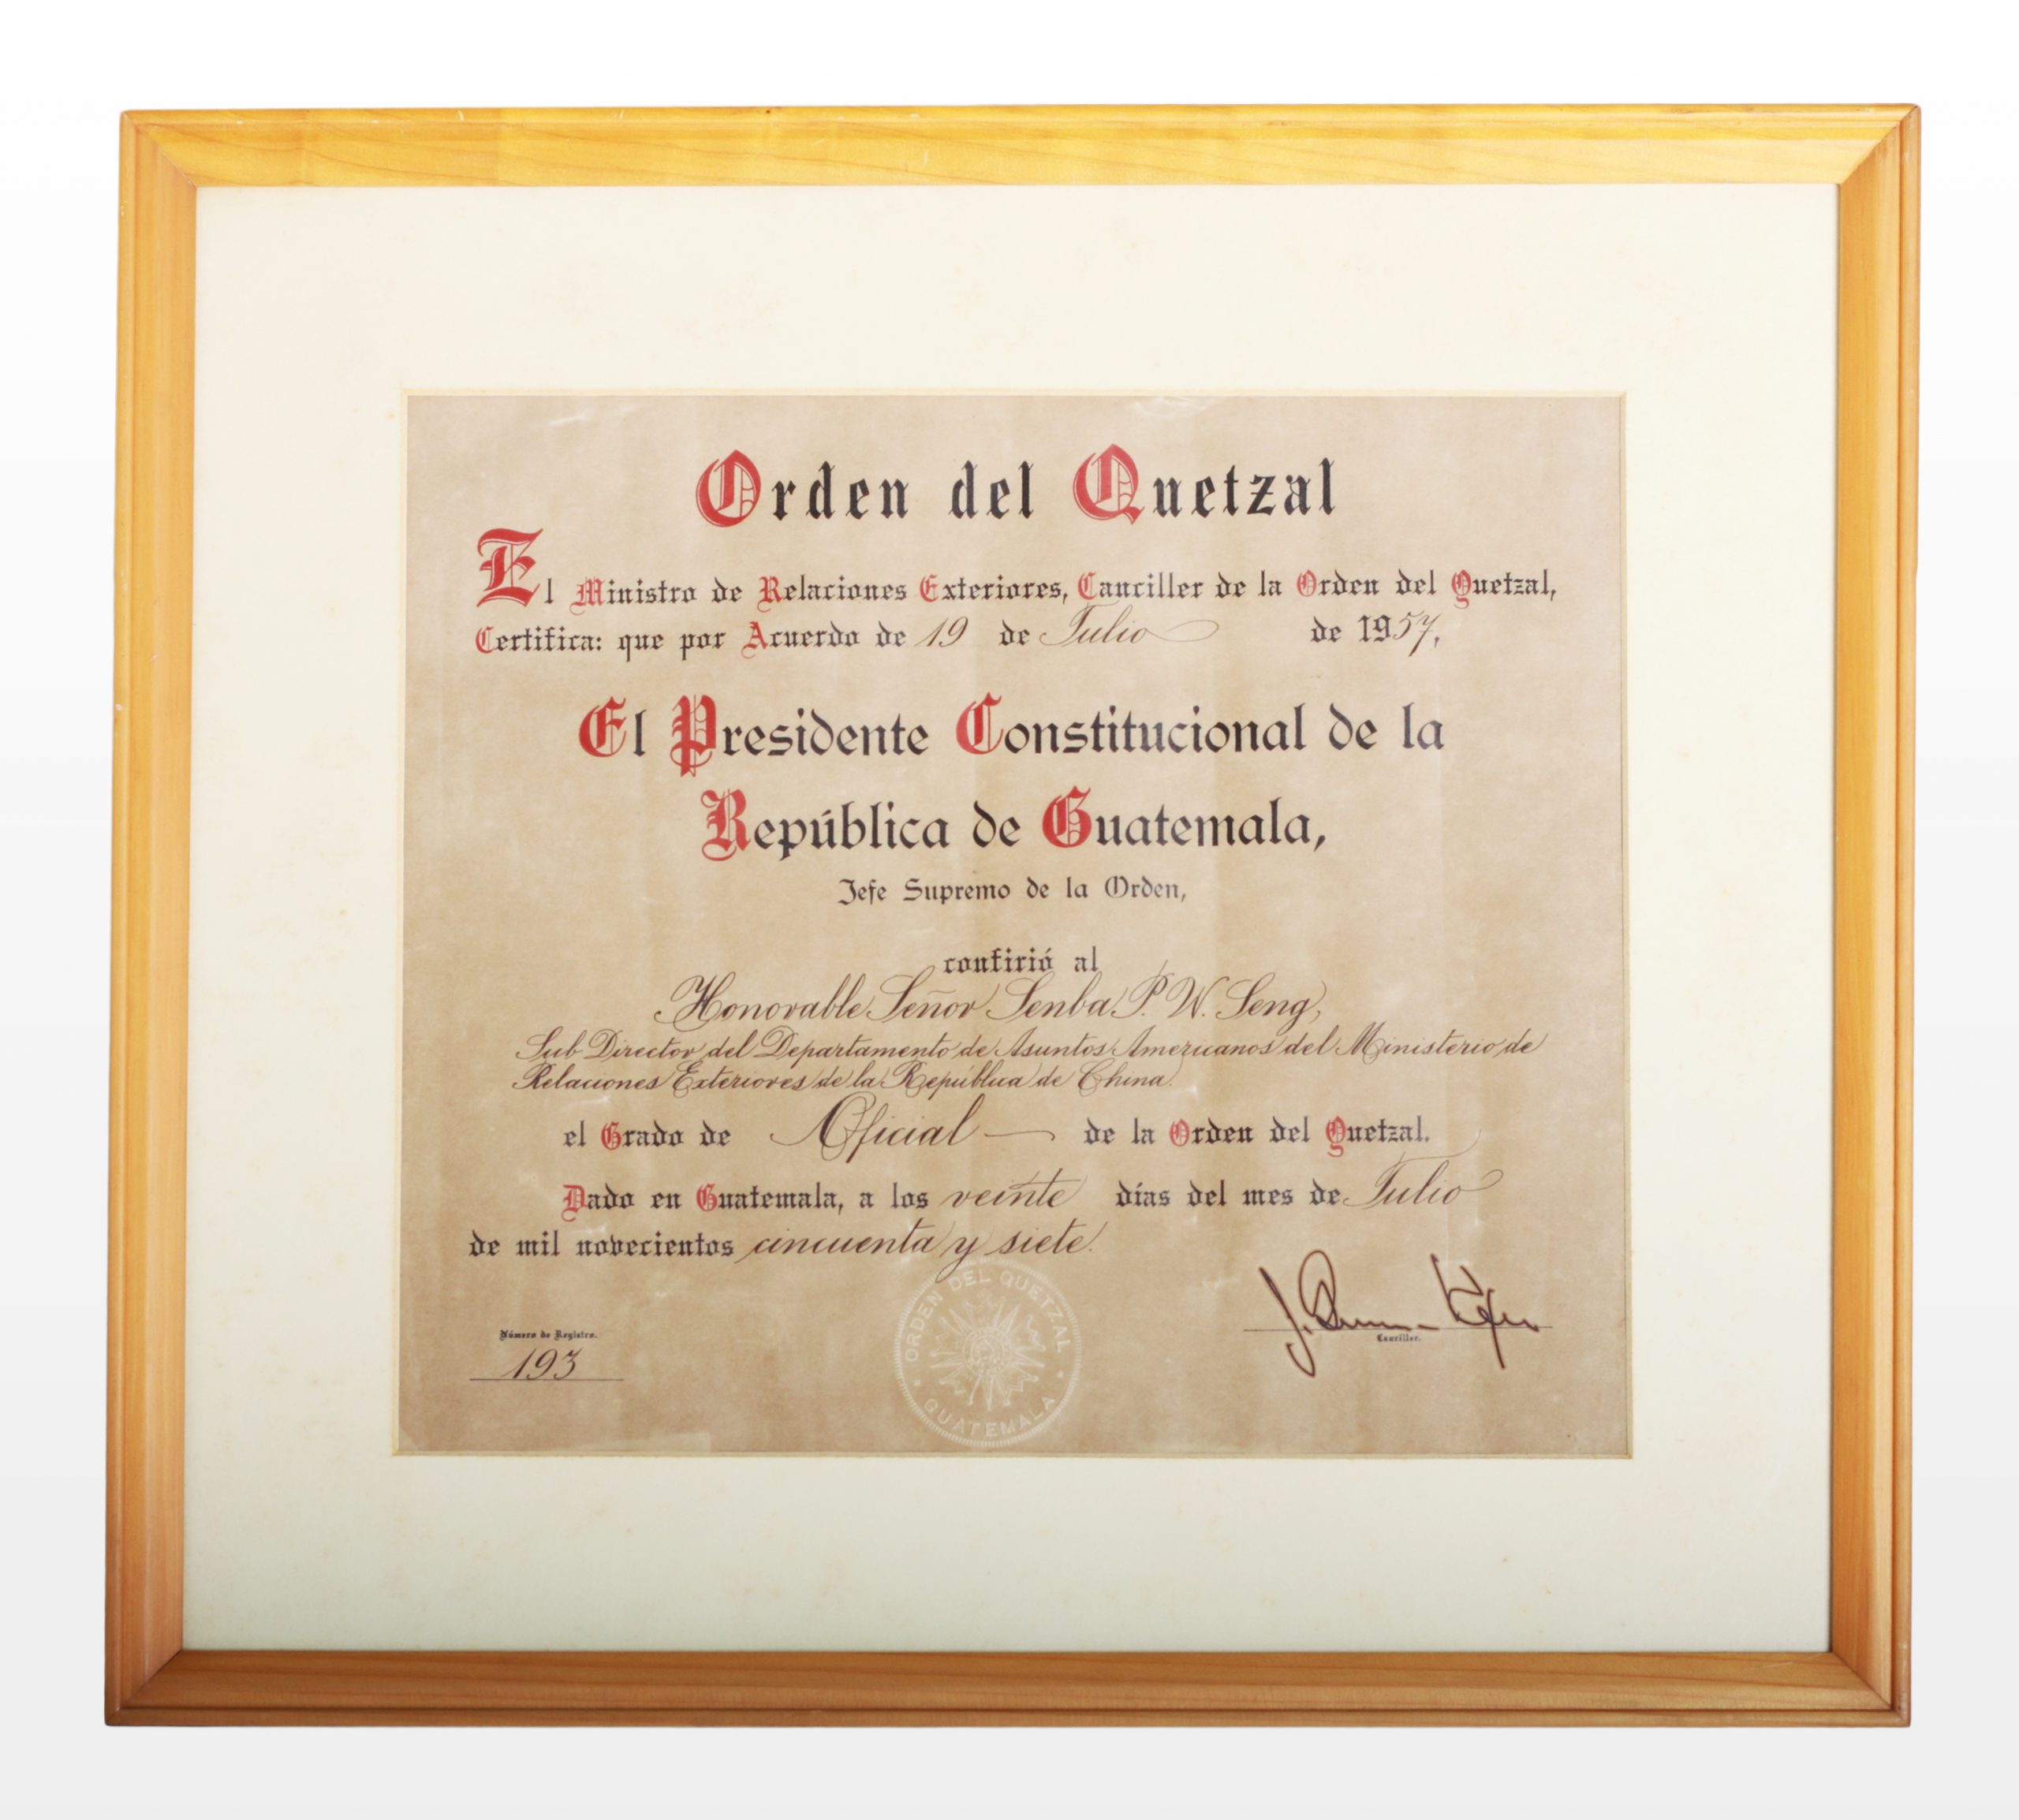 Orden del Quetzal
El Ministro de Relaciones Exteriores, Canciller de la Orden del Quetzal,
Certifica: que por Acuerdo de 19 de Julio de 1957,
El Presidente Constitucional de la
República de Guatemala,
Jefe Supremo de la Orden,
confirió al
Honorable Señor Senba P. W. Seng,
Sub-Director del Departamento de Asuntos Americanos del Ministerio de
Relaciones Exteriores de la República de China.
el Grado de Oficial de la Orden del Quetzal.
Dado en Guatemala, a los veinte días del mes de Julio
de mil novecientos cincuenta y siete.
ORDEN DEL QUETZAL
GUATEMALA
Número de Registro.
193
Canciller.